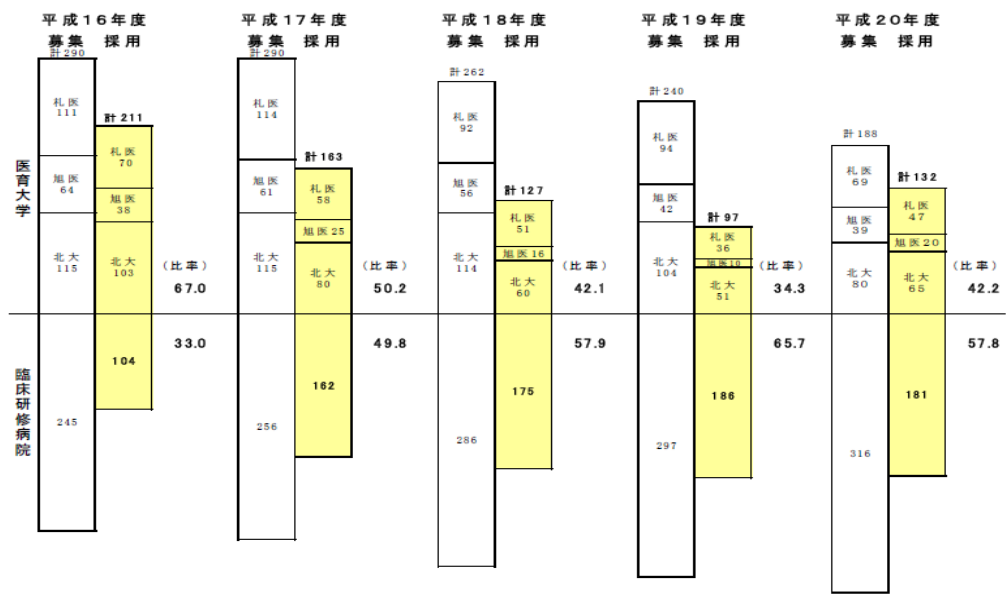 平成16年度
募集 採用
計290
札医
111
旭医
64
北大
115
245
計211
札医
70
旭医
38
北大
103
104
(比率)
67.0
33.0
平成17年度
募集 採用
計290
札医
114
旭医
61
北大
115
256
計163
札医
58
旭医25
北大
80
162
(比率)
50.2
49.8
平成18年度
募集 採用
計262
札医
92
旭医
56
北大
114
286
計127
札医
51
旭医16
北大
60
175
(比率)
42.1
57.9
平成19年度
募集 採用
計240
札医
94
旭医
42
北大
104
297
計97
札医
36
旭医10
北大
51
186
(比率)
34.3
65.7
平成20年度
募集 採用
計188
札医
69
旭医
39
北大
80
316
計132
札医
47
旭医20
北大
65
181
(比率)
42.2
57.8
医育大学
臨床研修病院